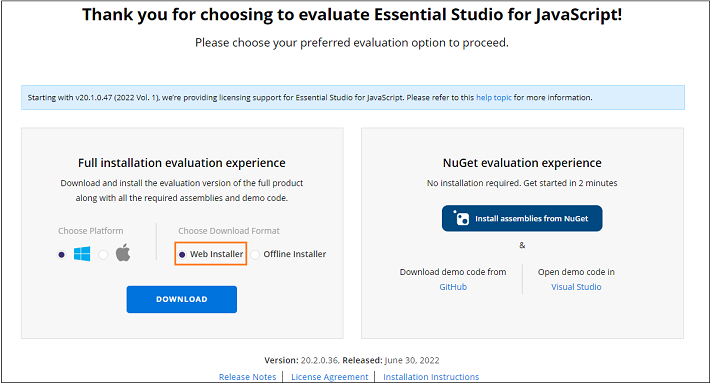 Thank you for choosing to evaluate Essential Studio for JavaScript!
Please choose your preferred evaluation option to proceed.
Starting with v20.1.0.47 (2022 Vol. 1), we're providing licensing support for Essential Studio for JavaScript. Please refer to this help topic for more information.
Full installation evaluation experience
Download and install the evaluation version of the full product
along with all the required assemblies and demo code.
Choose Platform
Choose Download Format
Web Installer
Offline Installer
DOWNLOAD
NuGet evaluation experience
No installation required. Get started in 2 minutes
Install assemblies from NuGet
&
Download demo code from
GitHub
Open demo code in
Visual Studio
Version: 20.2.0.36, Released: June 30, 2022
Release Notes | License Agreement | Installation Instructions